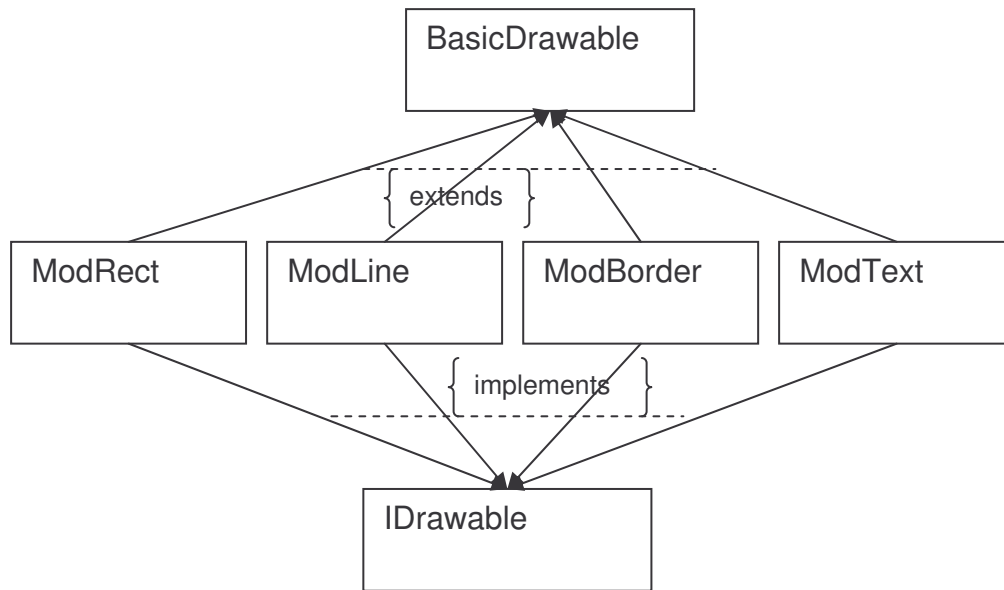 BasicDrawable
{ extends }
ModRect
ModLine
ModBorder
ModText
{ implements }
IDrawable